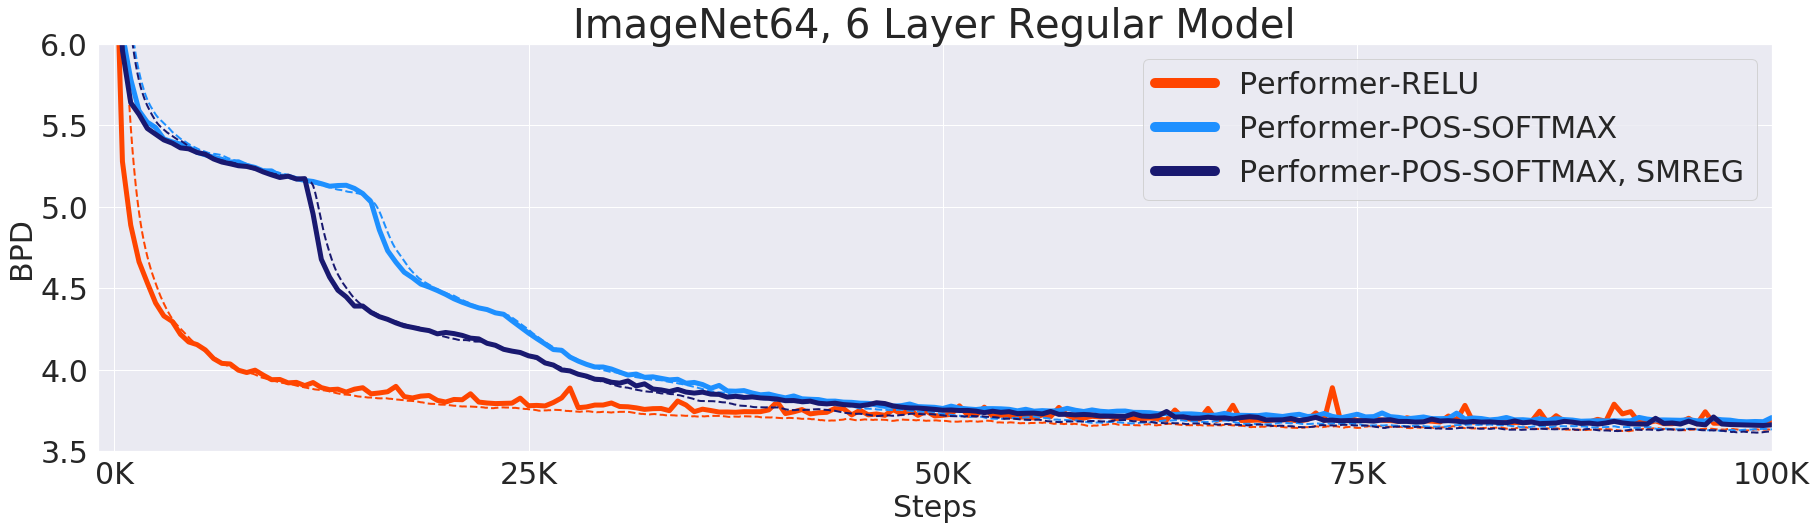 ImageNet64, 6 Layer Regular Model
6.0
5.5
5.0
4.5
4.0
3.5
BPD
Performer-RELU
Performer-POS-SOFTMAX
Performer-POS-SOFTMAX, SMREG
0K 25K 50K 75K 100K
Steps